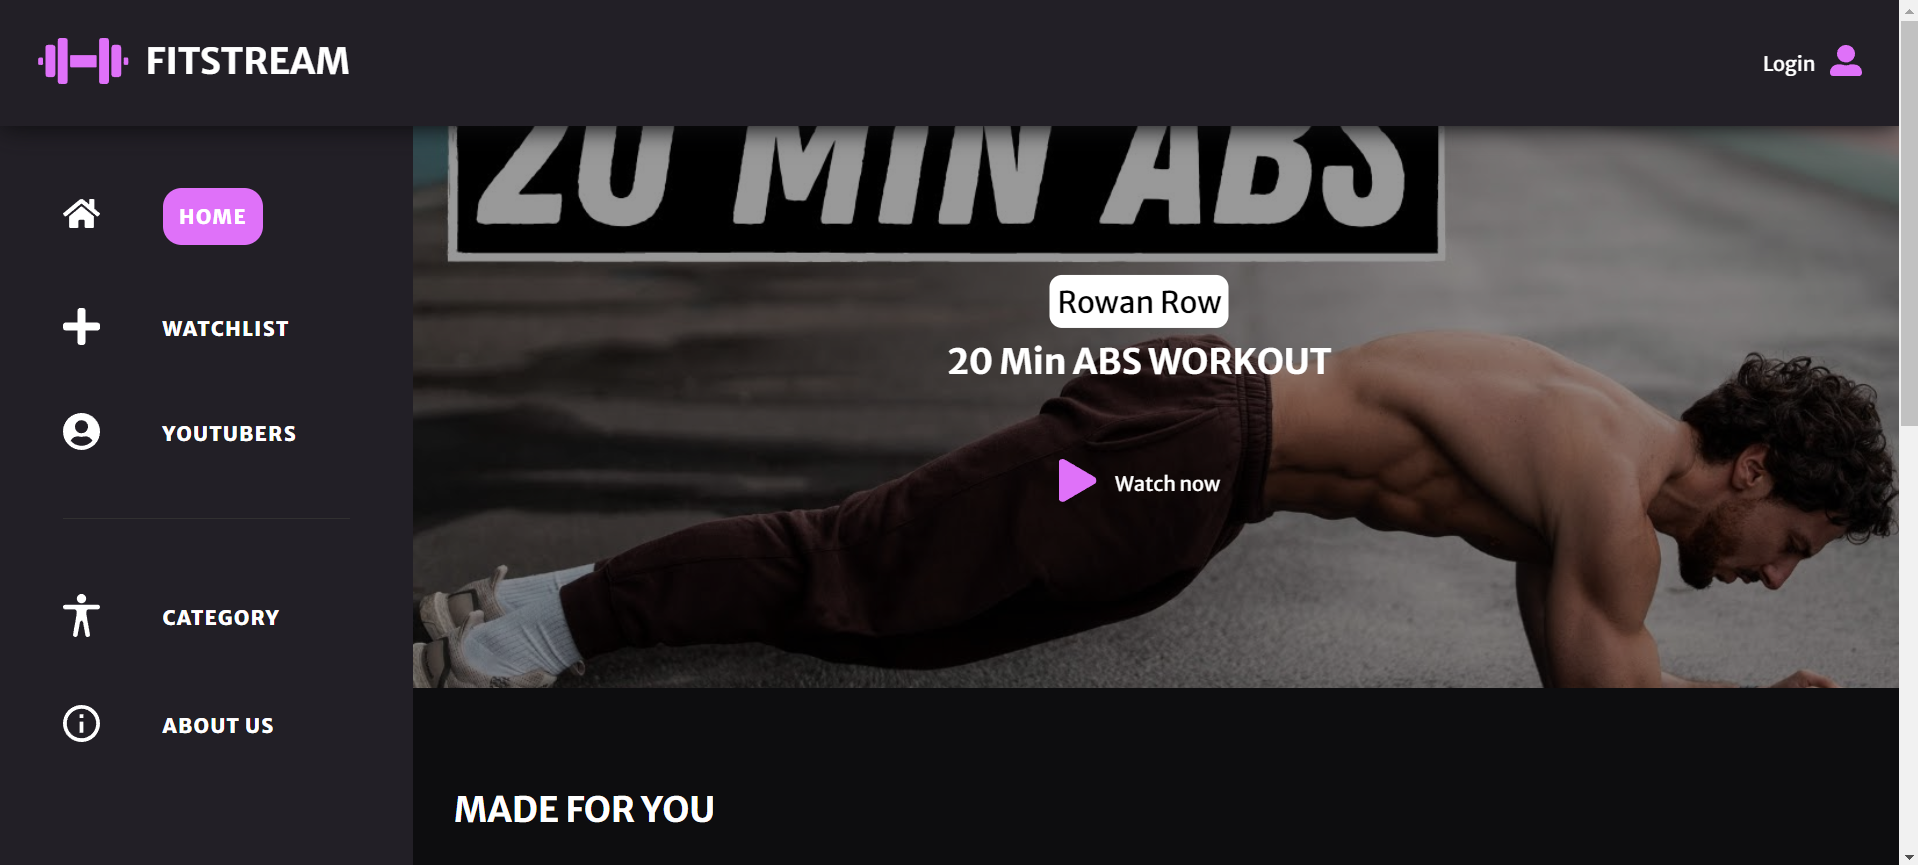 FITSTREAM
Login
HOME
WATCHLIST
YOUTUBERS
CATEGORY
ABOUT US
20 MIN ABS
Rowan Row
20 Min ABS WORKOUT
Watch now
MADE FOR YOU